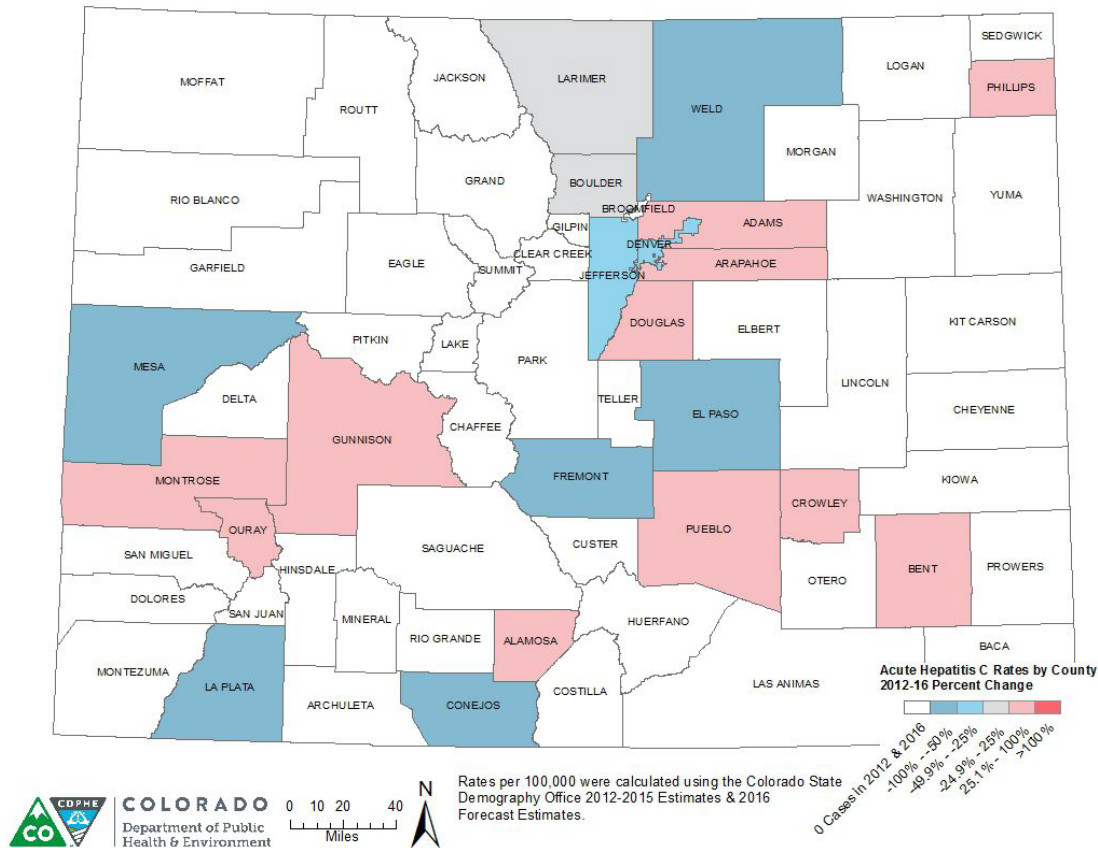 SEDGWICK
LOGAN
JACKSON
LARIMER
MOFFAT
PHILLIPS
ROUTT
WELD
MORGAN
GRAND
BOULDER
RIO BLANCO
WASHINGTON
YUMA
BROOMFIELD
GILPIN
ADAMS
DENVER
CLEAR CREEK
EAGLE
GARFIELD
SUMMIT
ARAPAHOE
JEFFERSON
DOUGLAS
ELBERT
KIT CARSON
PITKIN
LAKE
PARK
MESA
LINCOLN
DELTA
TELLER
CHEYENNE
EL PASO
CHAFFEE
GUNNISON
FREMONT
KIOWA
MONTROSE
CROWLEY
OURAY
PUEBLO
SAGUACHE
CUSTER
SAN MIGUEL
HINSDALE
BENT
PROWERS
OTERO
DOLORES
SAN JUAN
MINERAL
HUERFANO
RIO GRANDE
ALAMOSA
BACA
MONTEZUMA
LAS ANIMAS
LA PLATA
COSTILLA
ARCHULETA
CONEJOS
Acute Hepatitis C Rates by County
2012-16 Percent Change
0 Cases in 2012 & 2016
-100% - -50%
-49.9% - -25%
-24.9% - 25%
25.1% - 100%
>100%
CO
CDPHE
COLORADO
Department of Public
Health & Environment
0 10 20 40
Miles
N
Rates per 100,000 were calculated using the Colorado State
Demography Office 2012-2015 Estimates & 2016
Forecast Estimates.